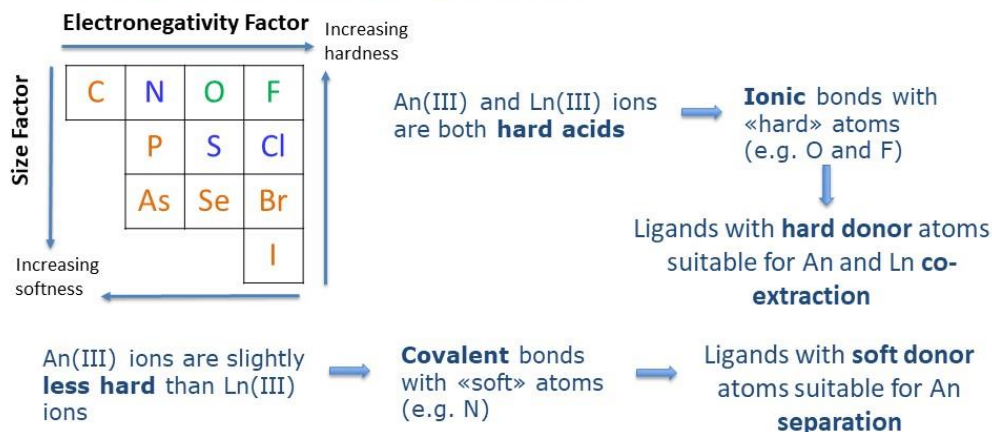 Electronegativity Factor
Increasing
hardness
Size Factor
C N O F
P S Cl
As Se Br
I
Increasing
softness
An(III) and Ln(III) ions
are both hard acids
Ionic bonds with
«hard» atoms
(e.g. O and F)
Ligands with hard donor atoms
suitable for An and Ln co-
extraction
An(III) ions are slightly
less hard than Ln(III)
ions
Covalent bonds
with «soft» atoms
(e.g. N)
Ligands with soft donor
atoms suitable for An
separation